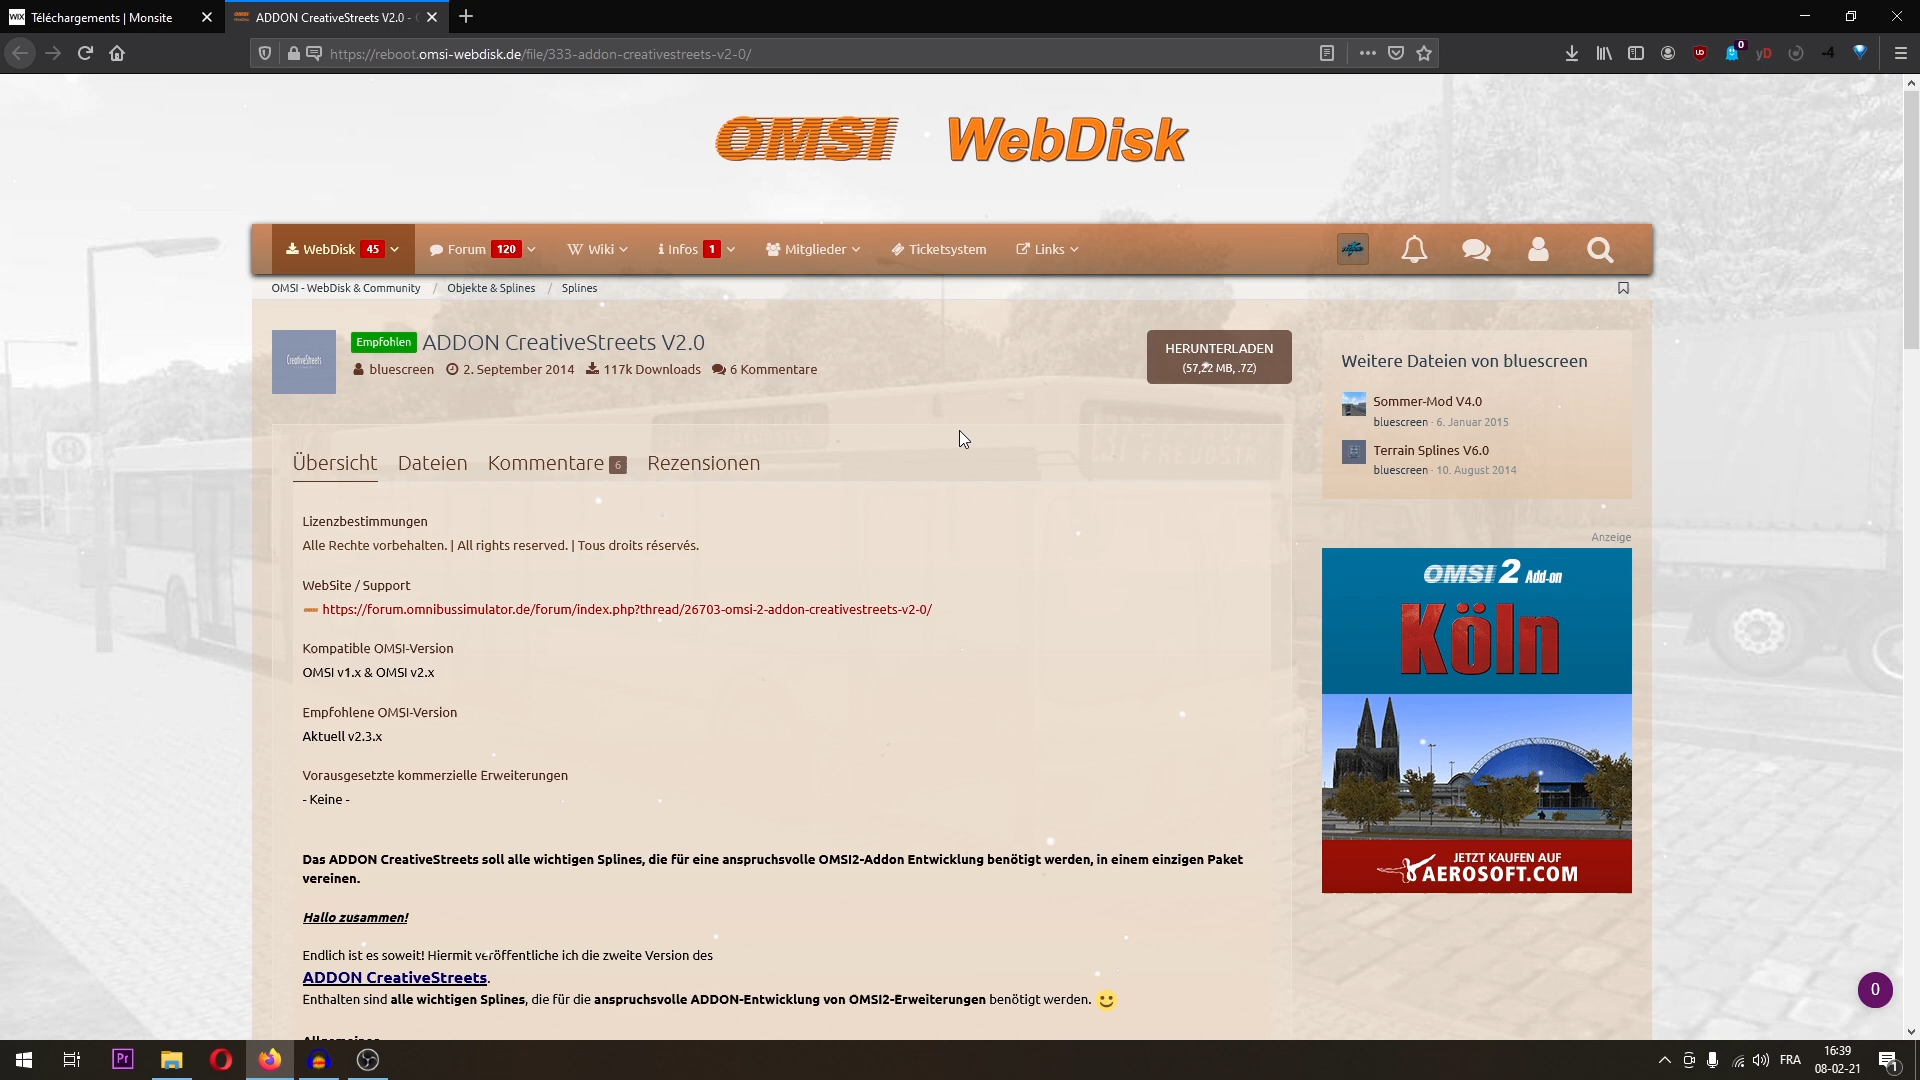 WIX Téléchargements | Monsite
ADDON CreativeStreets V2.0 -
https://reboot.omsi-webdisk.de/file/333-addon-creativestreets-v2-0/
0
yD
-4
OMSI WebDisk
WebDisk 45
Forum 120
Wiki
Infos 1
Mitglieder
Ticketsystem
Links
OMSI - WebDisk & Community / Objekte & Splines / Splines
CreativeStreets
Empfohlen ADDON CreativeStreets V2.0
bluescreen 2. September 2014 117k Downloads 6 Kommentare
HERUNTERLADEN
(57,22 MB, .7Z)
Übersicht Dateien Kommentare 6 Rezensionen
Lizenzbestimmungen
Alle Rechte vorbehalten. | All rights reserved. | Tous droits réservés.
WebSite / Support
https://forum.omnibussimulator.de/forum/index.php?thread/26703-omsi-2-addon-creativestreets-v2-0/
Kompatible OMSI-Version
OMSI v1.x & OMSI v2.x
Empfohlene OMSI-Version
Aktuell v2.3.x
Vorausgesetzte kommerzielle Erweiterungen
- Keine -
Das ADDON CreativeStreets soll alle wichtigen Splines, die für eine anspruchsvolle OMSI2-Addon Entwicklung benötigt werden, in einem einzigen Paket
vereinen.
Hallo zusammen!
Endlich ist es soweit! Hiermit veröffentliche ich die zweite Version des
ADDON CreativeStreets.
Enthalten sind alle wichtigen Splines, die für die anspruchsvolle ADDON-Entwicklung von OMSI2-Erweiterungen benötigt werden.
Allgemeines
Weitere Dateien von bluescreen
Sommer-Mod V4.0
bluescreen · 6. Januar 2015
Terrain Splines V6.0
bluescreen · 10. August 2014
Anzeige
OMSI 2 Add-on
Köln
JETZT KAUFEN AUF
AEROSOFT.COM
0
Pr
FRA
16:39
08-02-21
1